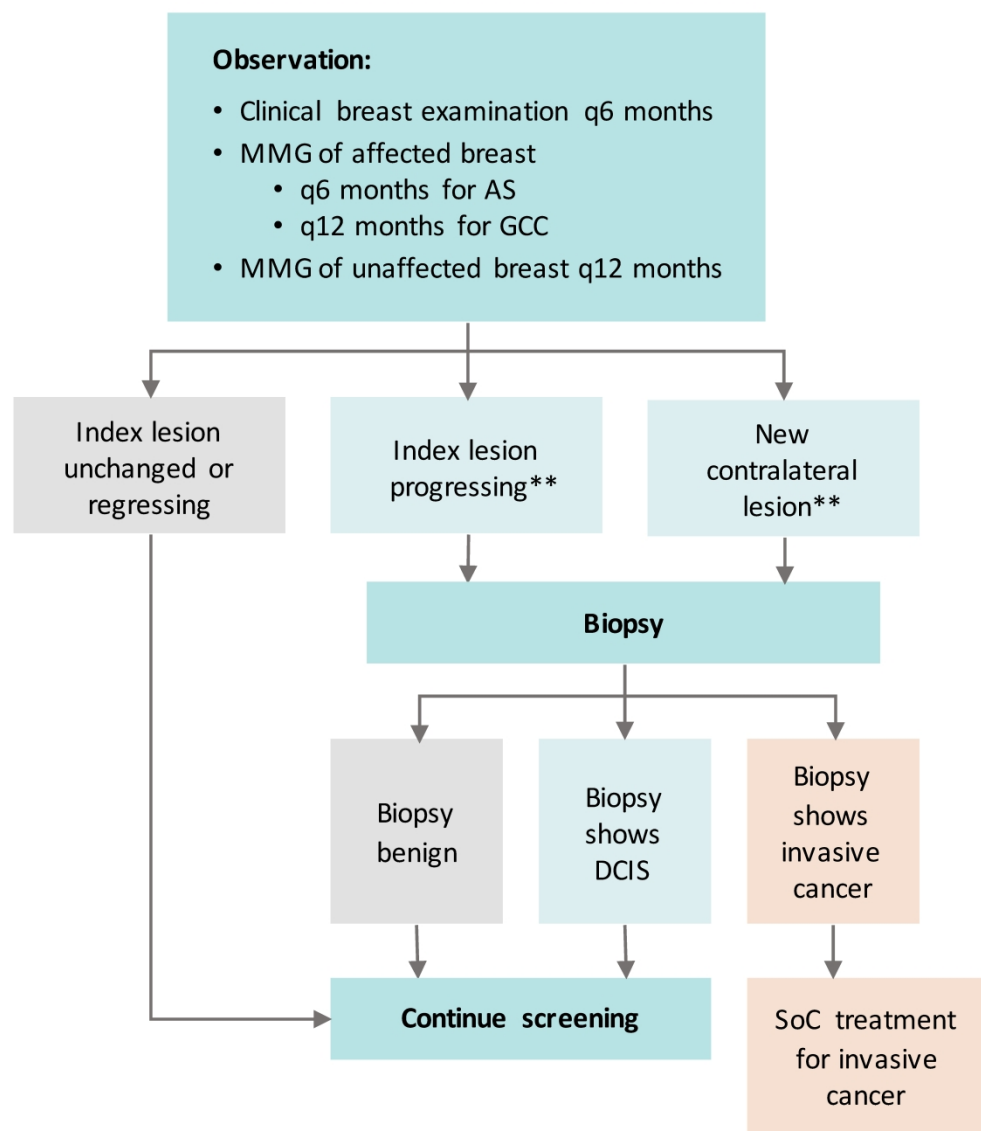 Observation:
• Clinical breast examination q6 months
• MMG of affected breast
• q6 months for AS
• q12 months for GCC
• MMG of unaffected breast q12 months
Index lesion
unchanged or
regressing
Index lesion
progressing**
New
contralateral
lesion**
Biopsy
Biopsy
benign
Biopsy
shows
DCIS
Biopsy
shows
invasive
cancer
Continue screening
SoC treatment
for invasive
cancer